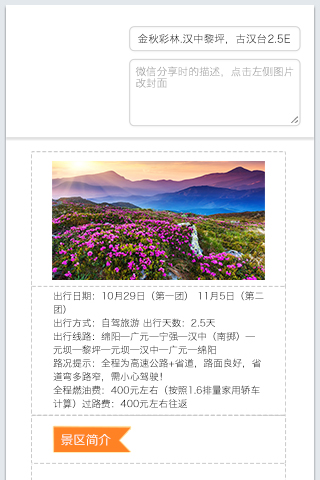 金秋彩林.汉中黎坪，古汉台2.5E
微信分享时的描述，点击左侧图片
改封面
出行日期：10月29日（第一团） 11月5日（第二
团）
出行方式：自驾旅游 出行天数：2.5天
出行线路：绵阳—广元—宁强—汉中（南掷）—
元坝—黎坪—元坝—汉中—广元—绵阳
路况提示：全程为高速公路+省道，路面良好，省
道弯多路窄，需小心驾驶！
全程燃油费：400元左右（按照1.6排量家用轿车
计算）过路费：400元左右往返
景区简介